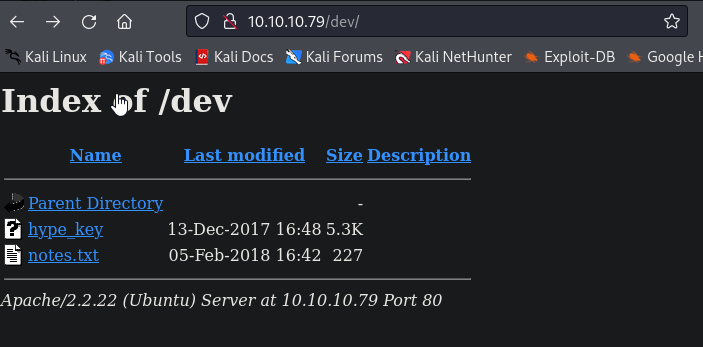 10.10.10.79/dev/
Kali Linux Kali Tools Kali Docs Kali Forums Kali NetHunter Exploit-DB Google H
Index of /dev
Name Last modified Size Description
Parent Directory -
hype_key 13-Dec-2017 16:48 5.3K
notes.txt 05-Feb-2018 16:42 227
Apache/2.2.22 (Ubuntu) Server at 10.10.10.79 Port 80